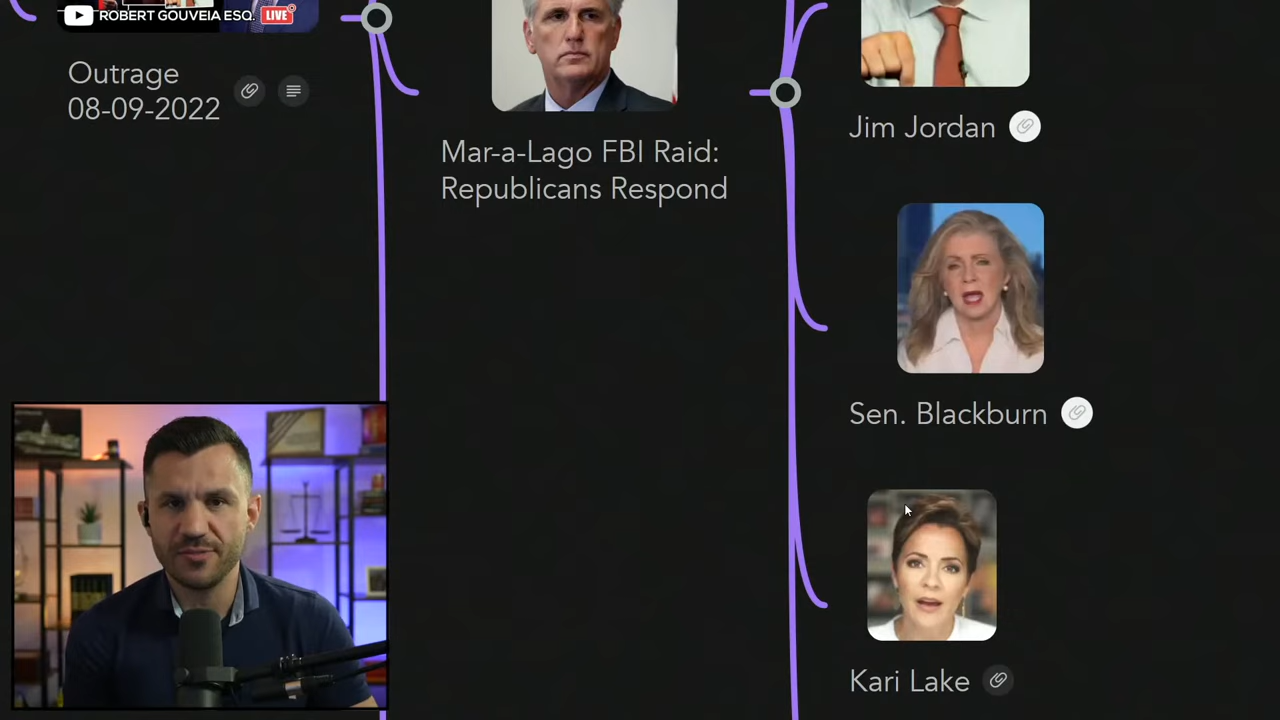 ROBERT GOUVEIA ESQ. LIVE
Outrage
08-09-2022
Mar-a-Lago FBI Raid:
Republicans Respond
Jim Jordan
Sen. Blackburn
Kari Lake